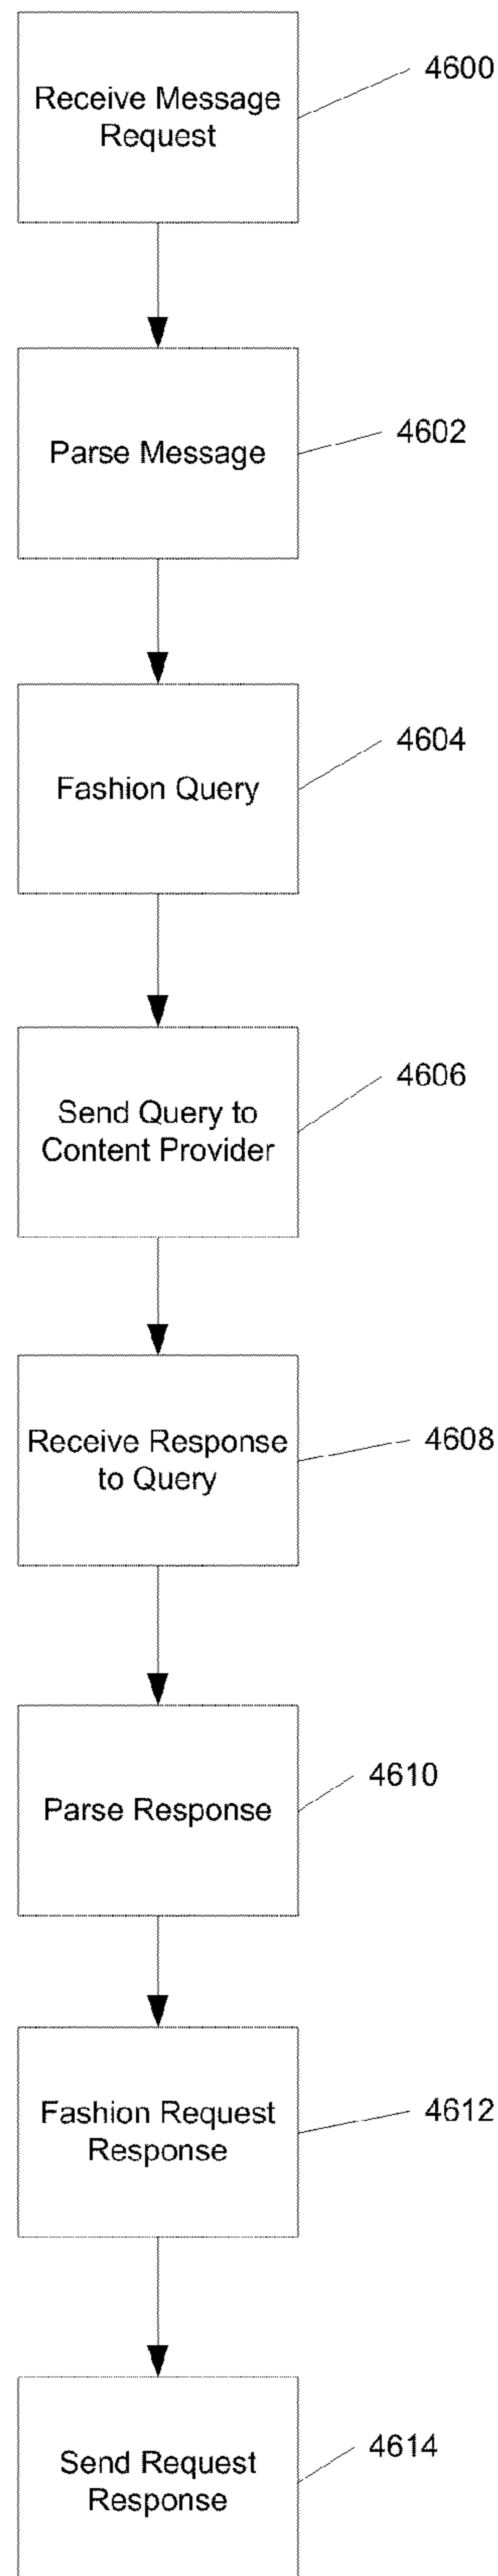 Receive Message
Request
4600
Parse Message
4602
Fashion Query
4604
Send Query to
Content Provider
4606
Receive Response
to Query
4608
Parse Response
4610
Fashion Request
Response
4612
Send Request
Response
4614